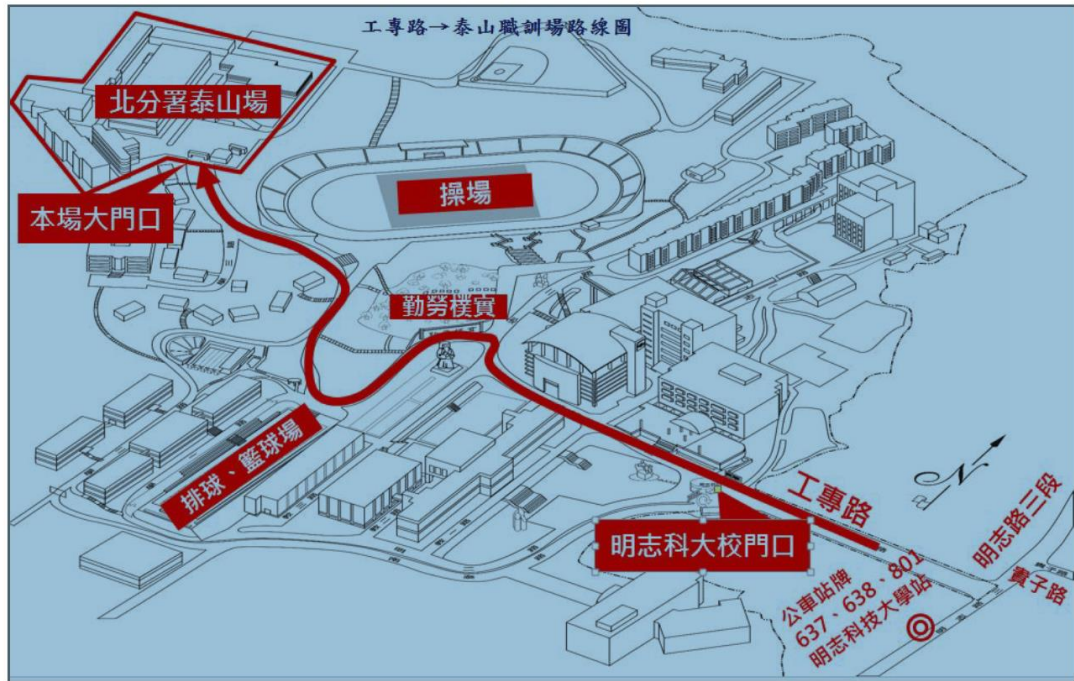 工專路→泰山職訓場路線圖
北分署泰山場
操場
本場大門口
勤勞樸實
排球、籃球場
工專路
明志科大校門口
明志路三段
貴子路
公車站牌
637、638、801
明志科技大學站
N